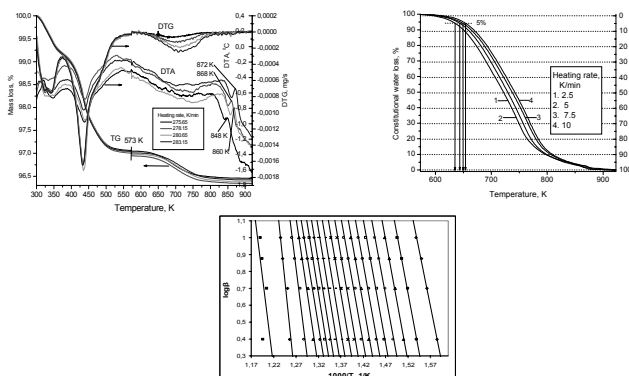 DTG
DTA
TG
573 K
872 K
868 K
848 K
860 K
Heating rate, K/min
275.65
278.15
280.65
283.15
100,0
99,5
99,0
98,5
98,0
97,5
97,0
96,5
Mass loss, %
300 350 400 450 500 550 600 650 700 750 800 850 900
Temperature, K
0,4
0,2
0,0
DTA, °C
0,0002
0,0000
-0,0002
-0,0004
-0,0006
-0,0008
-0,0010
-0,0012
-0,0014
-0,0016
-0,0018
DTG, mg/s
100
90
80
70
60
50
40
30
20
10
0
Constitutional water loss, %
5%
1
4
2
3
Heating rate,
K/min
1. 2.5
2. 5
3. 7.5
4. 10
600 700 800 900
Temperature, K
1,1
1
0,9
0,8
0,7
0,6
0,5
0,4
0,3
logβ
1,17 1,22 1,27 1,32 1,37 1,42 1,47 1,52 1,57
1000/T, 1/K